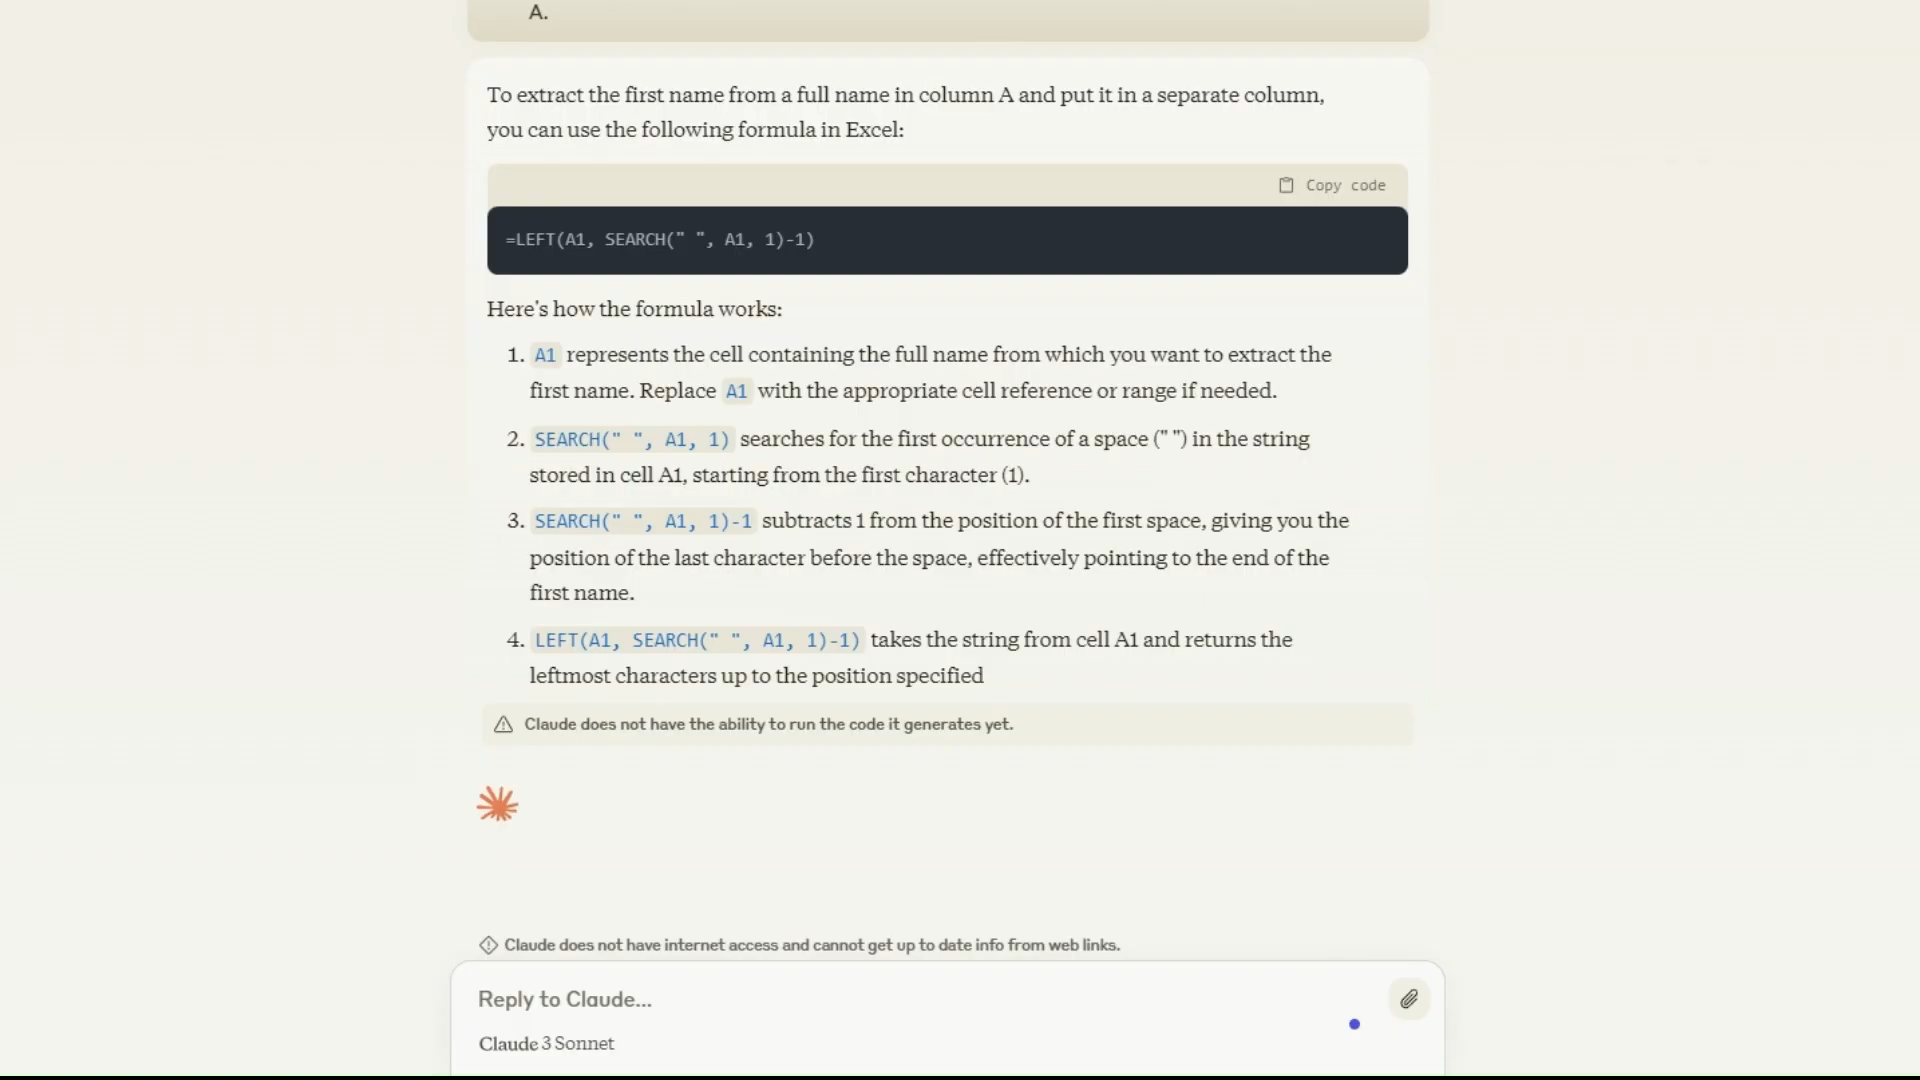 A.
To extract the first name from a full name in column A and put it in a separate column,
you can use the following formula in Excel:
Copy code
=LEFT(A1, SEARCH(" ", A1, 1)-1)
Here's how the formula works:
1. A1 represents the cell containing the full name from which you want to extract the
first name. Replace A1 with the appropriate cell reference or range if needed.
2. SEARCH(" ", A1, 1) searches for the first occurrence of a space (" ") in the string
stored in cell A1, starting from the first character (1).
3. SEARCH(" ", A1, 1)-1 subtracts 1 from the position of the first space, giving you the
position of the last character before the space, effectively pointing to the end of the
first name.
4. LEFT(A1, SEARCH(" ", A1, 1)-1) takes the string from cell A1 and returns the
leftmost characters up to the position specified
Claude does not have the ability to run the code it generates yet.
Claude does not have internet access and cannot get up to date info from web links.
Reply to Claude...
Claude 3 Sonnet